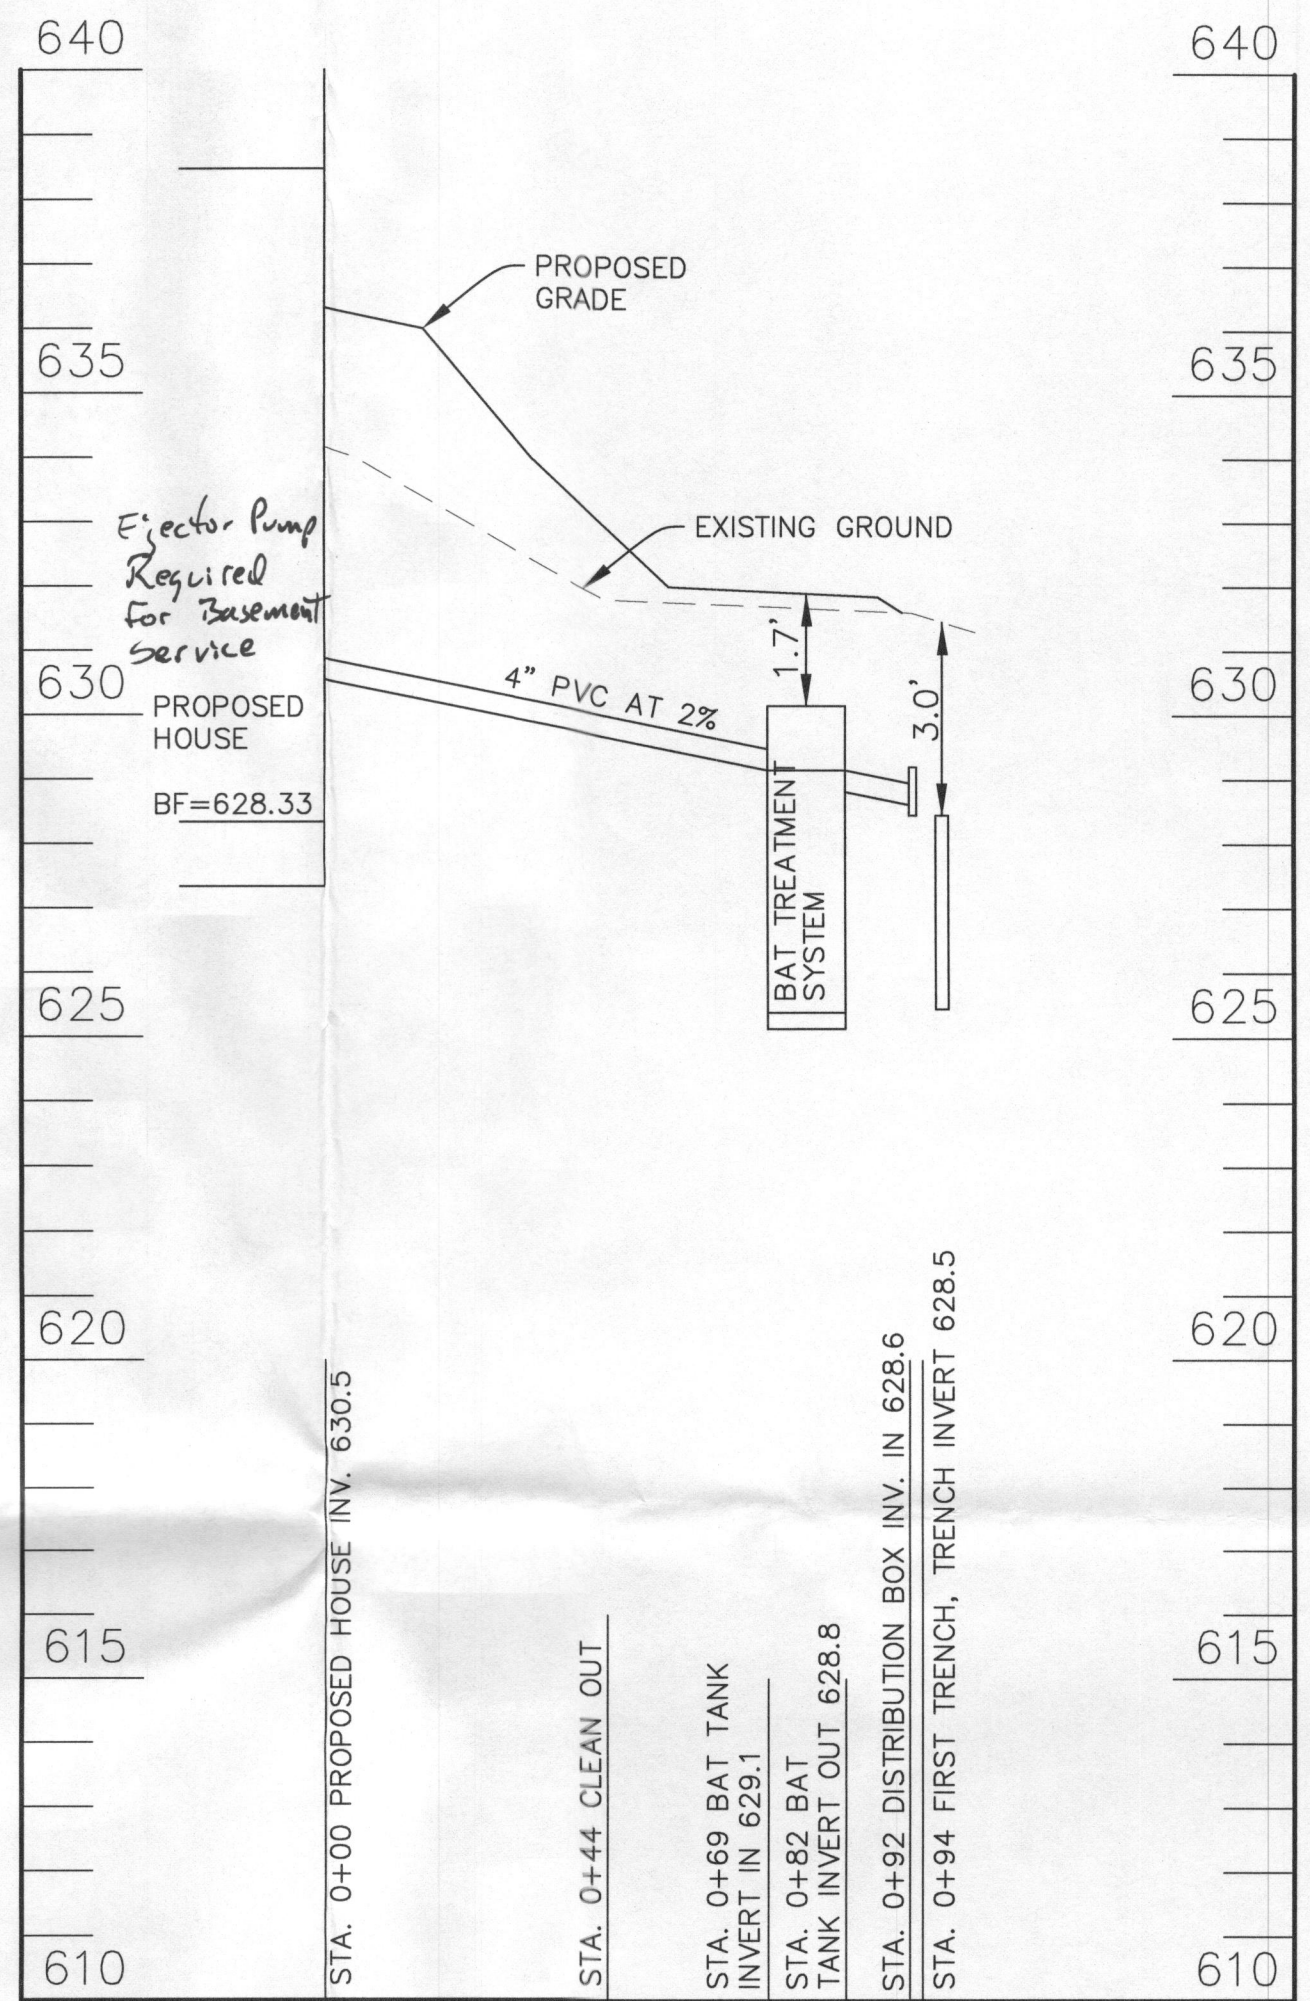 640
640
PROPOSED
GRADE
635
635
Ejector Pump
Required
For Basement
Service
EXISTING GROUND
1.7'
3.0'
630
630
4" PVC AT 2%
PROPOSED
HOUSE
BF=628.33
BAT TREATMENT
SYSTEM
625
625
620
620
615
615
610
610
STA. 0+00 PROPOSED HOUSE INV. 630.5
STA. 0+44 CLEAN OUT
STA. 0+69 BAT TANK
INVERT IN 629.1
STA. 0+82 BAT
TANK INVERT OUT 628.8
STA. 0+92 DISTRIBUTION BOX INV. IN 628.6
STA. 0+94 FIRST TRENCH, TRENCH INVERT 628.5